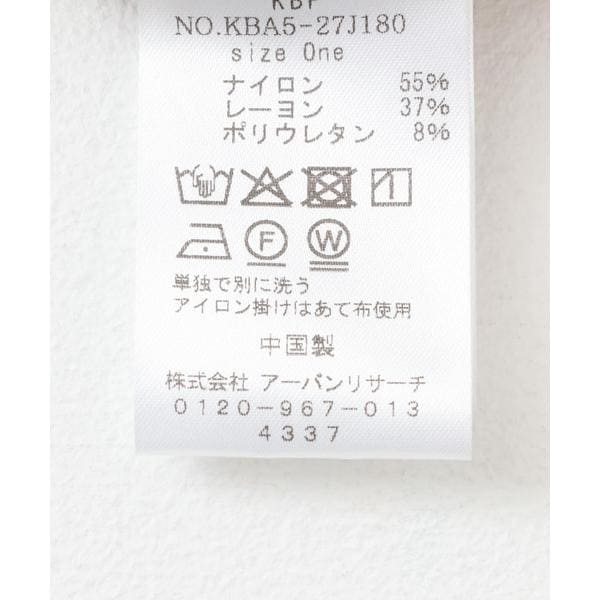 KBF
NO.KBA5-27J180
size One
ナイロン 55%
レーヨン 37%
ポリウレタン 8%
F W
単独で別に洗う
アイロン掛けはあて布使用
中国製
株式会社 アーバンリサーチ
0120-967-013
4337